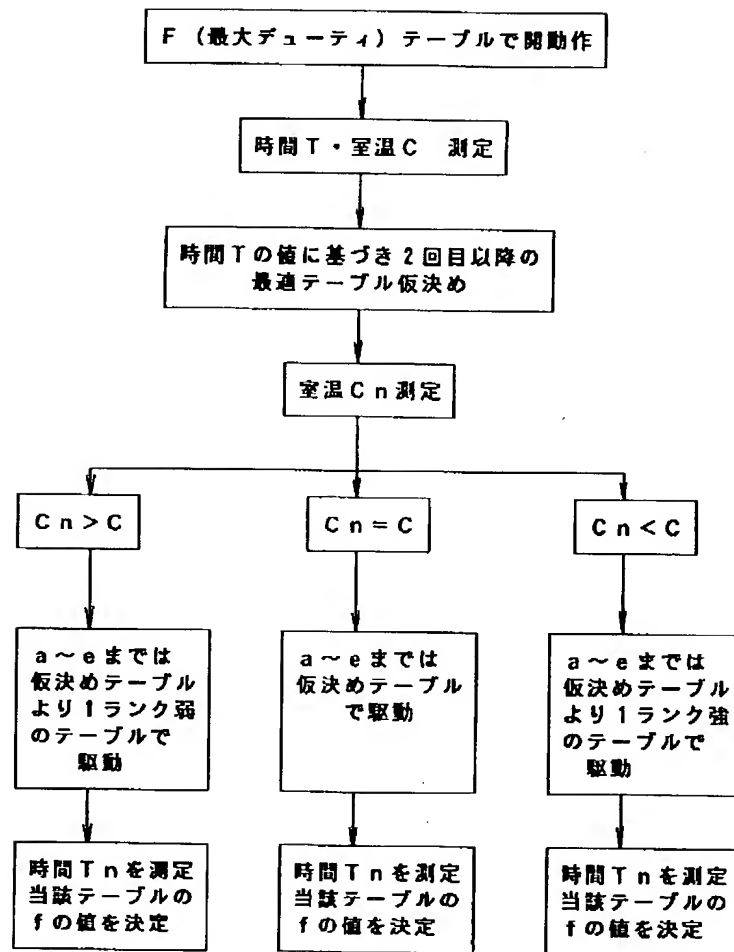 F（最大デューティ）テーブルで開動作
時間T・室温C　測定
時間Tの値に基づき2回目以降の
最適テーブル仮決め
室温Cn測定
Cn＞C
Cn＝C
Cn＜C
a～eまでは
仮決めテーブル
より1ランク弱
のテーブルで
駆動
a～eまでは
仮決めテーブル
で駆動
a～eまでは
仮決めテーブル
より1ランク強
のテーブルで
駆動
時間Tnを測定
当該テーブルの
fの値を決定
時間Tnを測定
当該テーブルの
fの値を決定
時間Tnを測定
当該テーブルの
fの値を決定